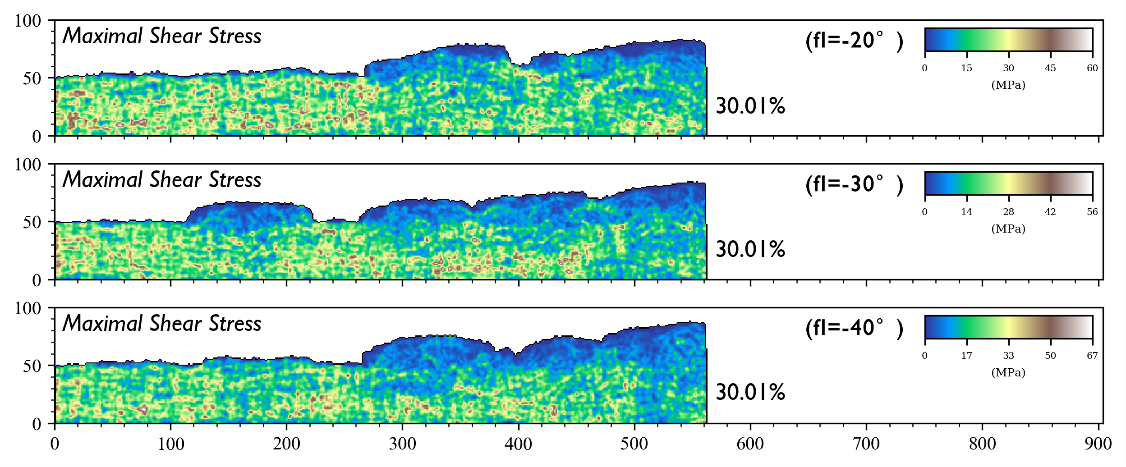 100
50
0
Maximal Shear Stress
(fl=-20° )
0 15 30 45 60
(MPa)
30.01%
100
50
0
Maximal Shear Stress
(fl=-30° )
0 14 28 42 56
(MPa)
30.01%
100
50
0
Maximal Shear Stress
(fl=-40° )
0 17 33 50 67
(MPa)
30.01%
0 100 200 300 400 500 600 700 800 900